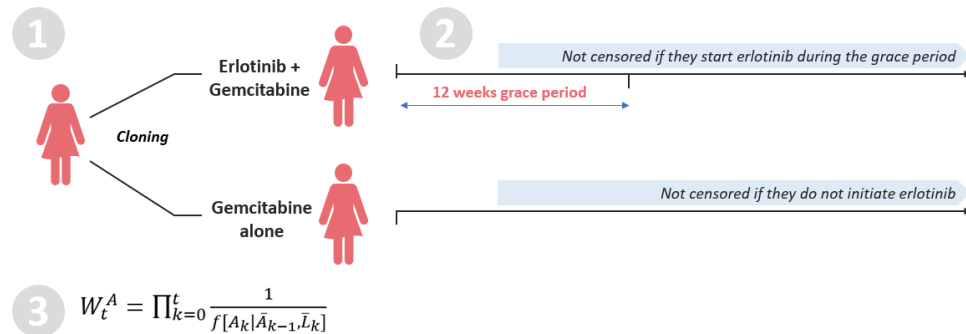 1
2
Erlotinib +
Gemcitabine
Not censored if they start erlotinib during the grace period
12 weeks grace period
Cloning
Gemcitabine
alone
Not censored if they do not initiate erlotinib
3
W_t^A = ∏_{k=0}^t 1 / f[A_k|Ā_{k-1}, L̄_k]